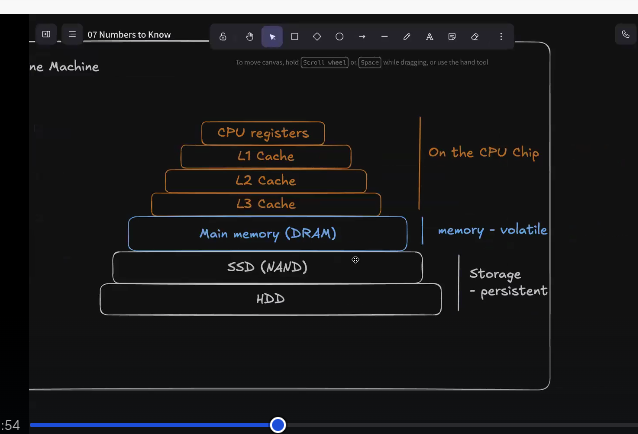 07 Numbers to Know
To move canvas, hold Scroll wheel or Space while dragging, or use the hand tool
ne Machine
CPU registers
L1 Cache
L2 Cache
L3 Cache
On the CPU Chip
Main memory (DRAM)
memory - volatile
SSD (NAND)
HDD
Storage
- persistent
:54